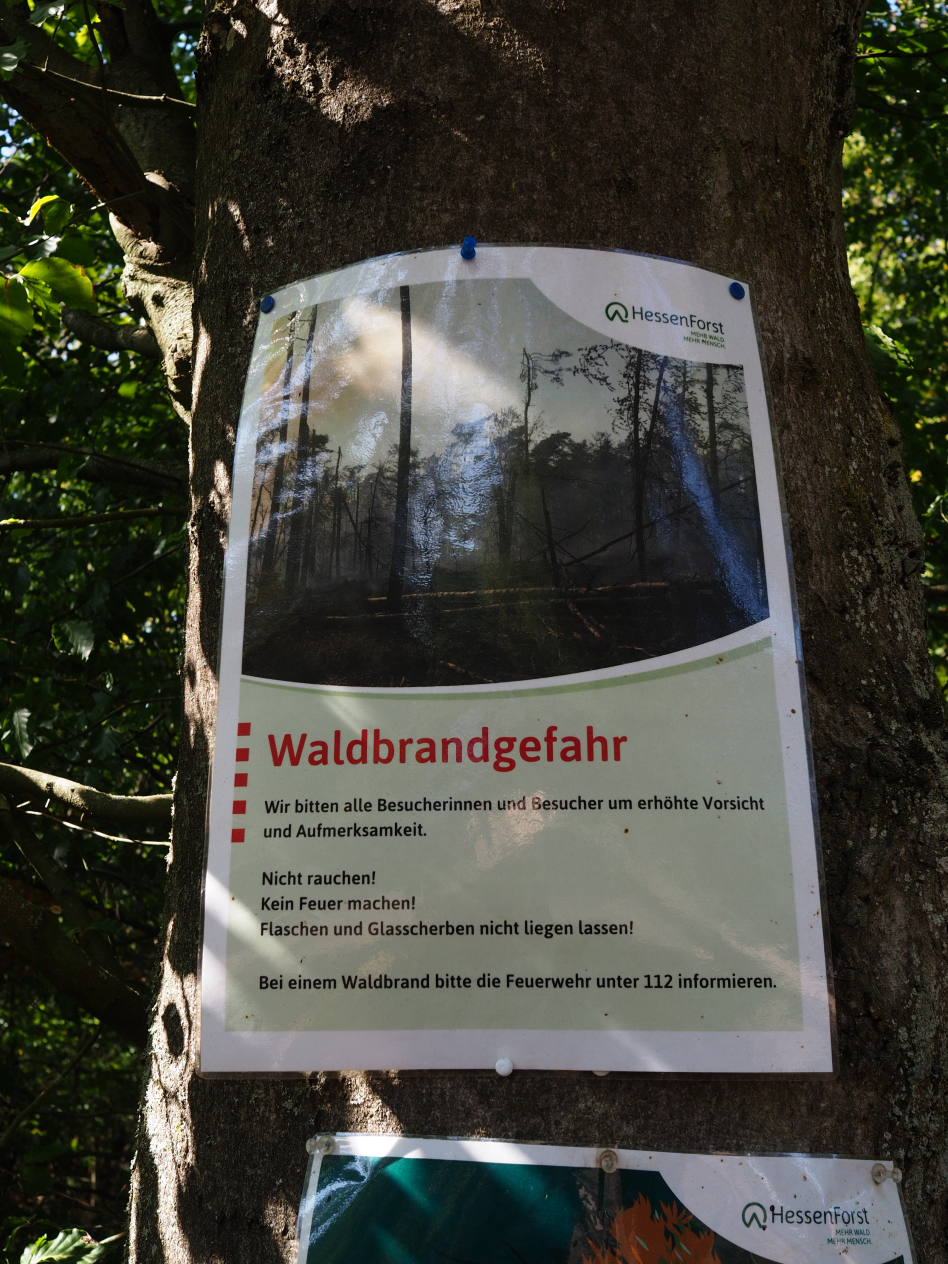 HessenForst
MEHR WALD.
MEHR MENSCH.
Waldbrandgefahr
Wir bitten alle Besucherinnen und Besucher um erhöhte Vorsicht
und Aufmerksamkeit.
Nicht rauchen!
Kein Feuer machen!
Flaschen und Glasscherben nicht liegen lassen!
Bei einem Waldbrand bitte die Feuerwehr unter 112 informieren.
HessenForst
MEHR WALD.
MEHR MENSCH.